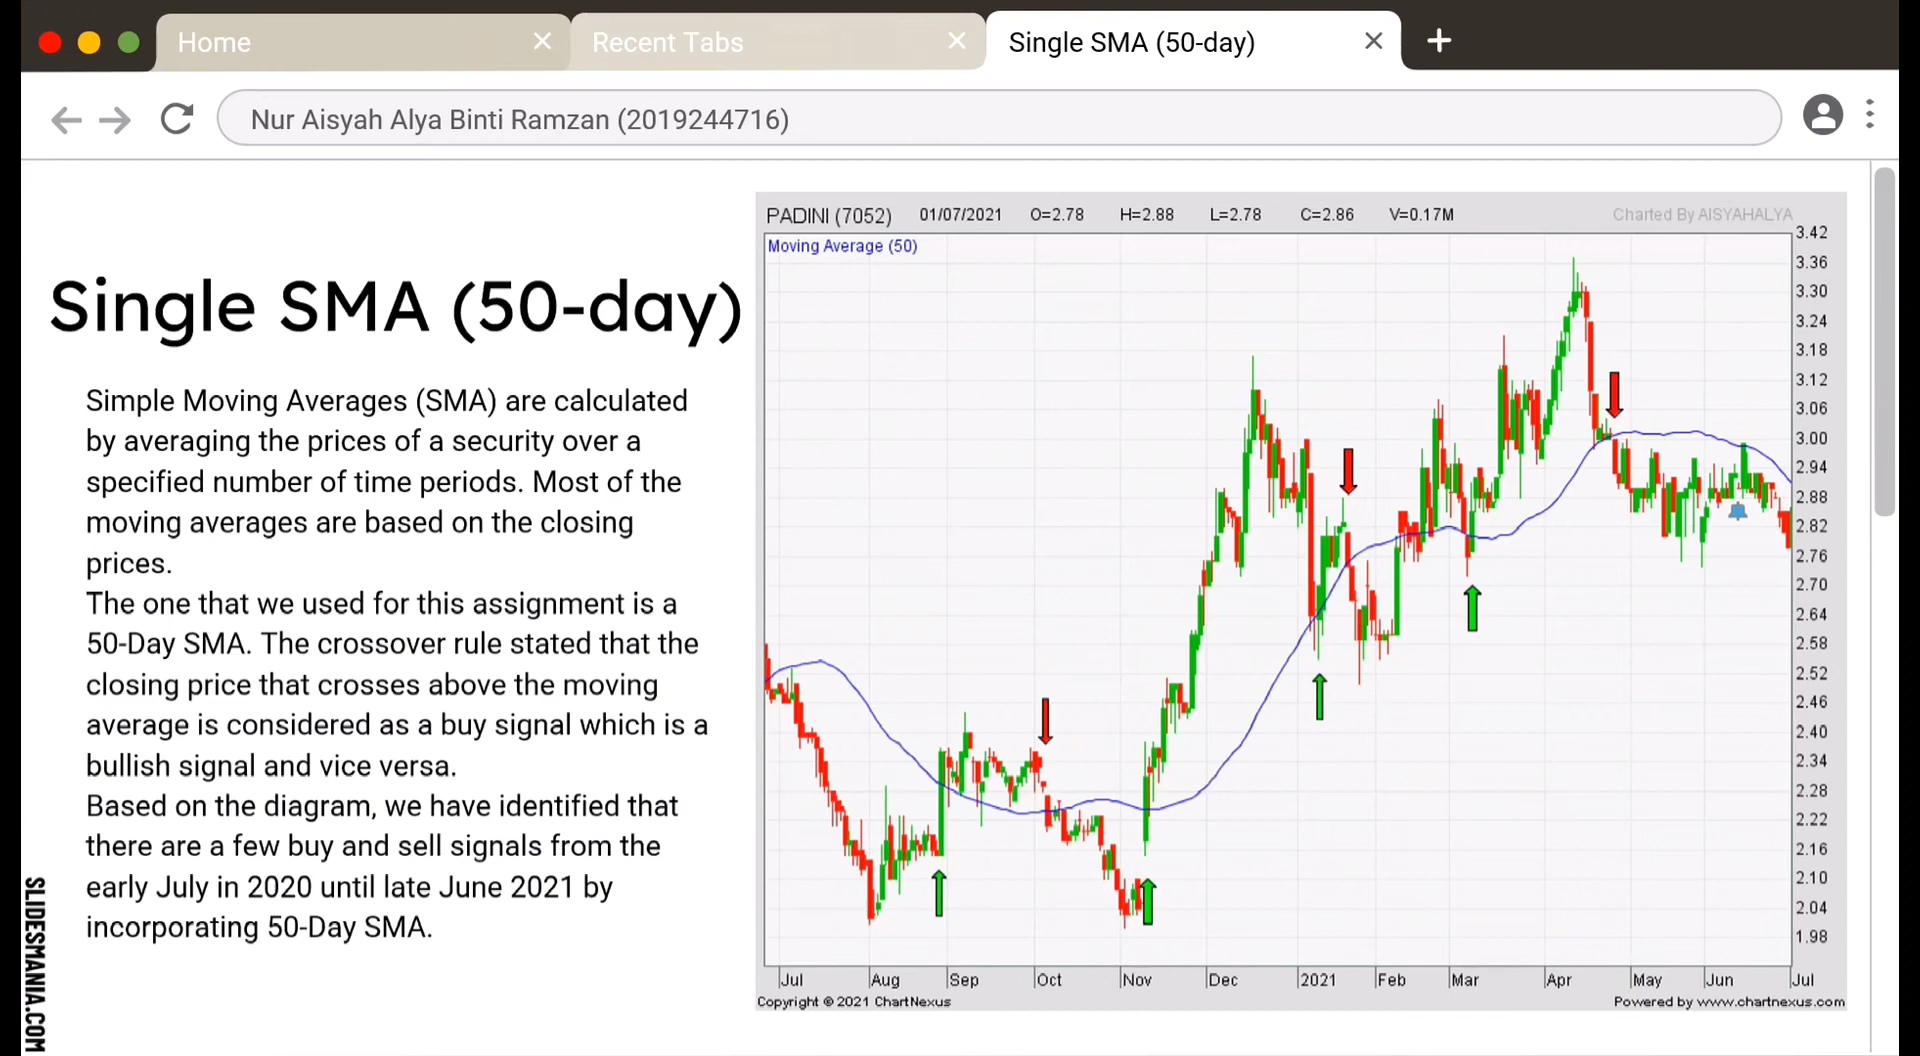 Home
Recent Tabs
Single SMA (50-day)
Nur Aisyah Alya Binti Ramzan (2019244716)
Single SMA (50-day)
Simple Moving Averages (SMA) are calculated
by averaging the prices of a security over a
specified number of time periods. Most of the
moving averages are based on the closing
prices.
The one that we used for this assignment is a
50-Day SMA. The crossover rule stated that the
closing price that crosses above the moving
average is considered as a buy signal which is a
bullish signal and vice versa.
Based on the diagram, we have identified that
there are a few buy and sell signals from the
early July in 2020 until late June 2021 by
incorporating 50-Day SMA.
SLIDESMANIA.COM
PADINI (7052) 01/07/2021 O=2.78 H=2.88 L=2.78 C=2.86 V=0.17M Charted By AISYAHALYA
Moving Average (50)
3.42
3.36
3.30
3.24
3.18
3.12
3.06
3.00
2.94
2.88
2.82
2.76
2.70
2.64
2.58
2.52
2.46
2.40
2.34
2.28
2.22
2.16
2.10
2.04
1.98
Jul Aug Sep Oct Nov Dec 2021 Feb Mar Apr May Jun Jul
Copyright © 2021 ChartNexus
Powered by www.chartnexus.com